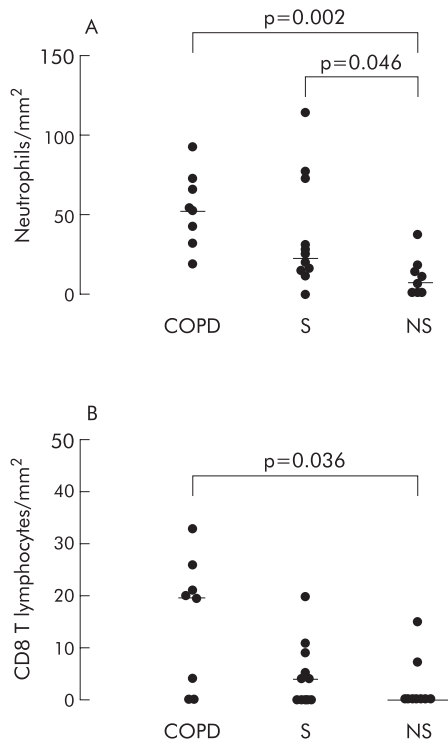 A
p=0.002
p=0.046
Neutrophils/mm²
150
100
50
0
COPD S NS
B
p=0.036
CD8 T lymphocytes/mm²
50
40
30
20
10
0
COPD S NS